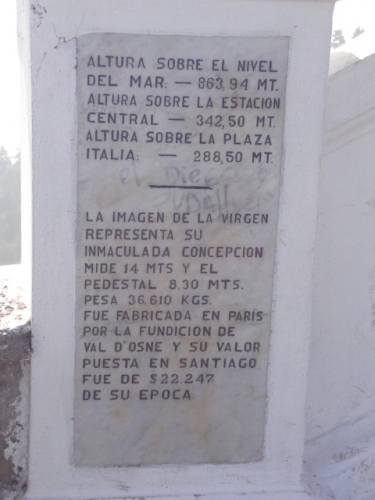 ALTURA SOBRE EL NIVEL
DEL MAR: — 863,94 MT.
ALTURA SOBRE LA ESTACION
CENTRAL — 342,50 MT.
ALTURA SOBRE LA PLAZA
ITALIA: — 288,50 MT.
LA IMAGEN DE LA VIRGEN
REPRESENTA SU
INMACULADA CONCEPCION
MIDE 14 MTS Y EL
PEDESTAL 8,30 MTS.
PESA 36,610 KGS.
FUE FABRICADA EN PARIS
POR LA FUNDICION DE
VAL D'OSNE Y SU VALOR
PUESTA EN SANTIAGO
FUE DE $22.247
DE SU EPOCA